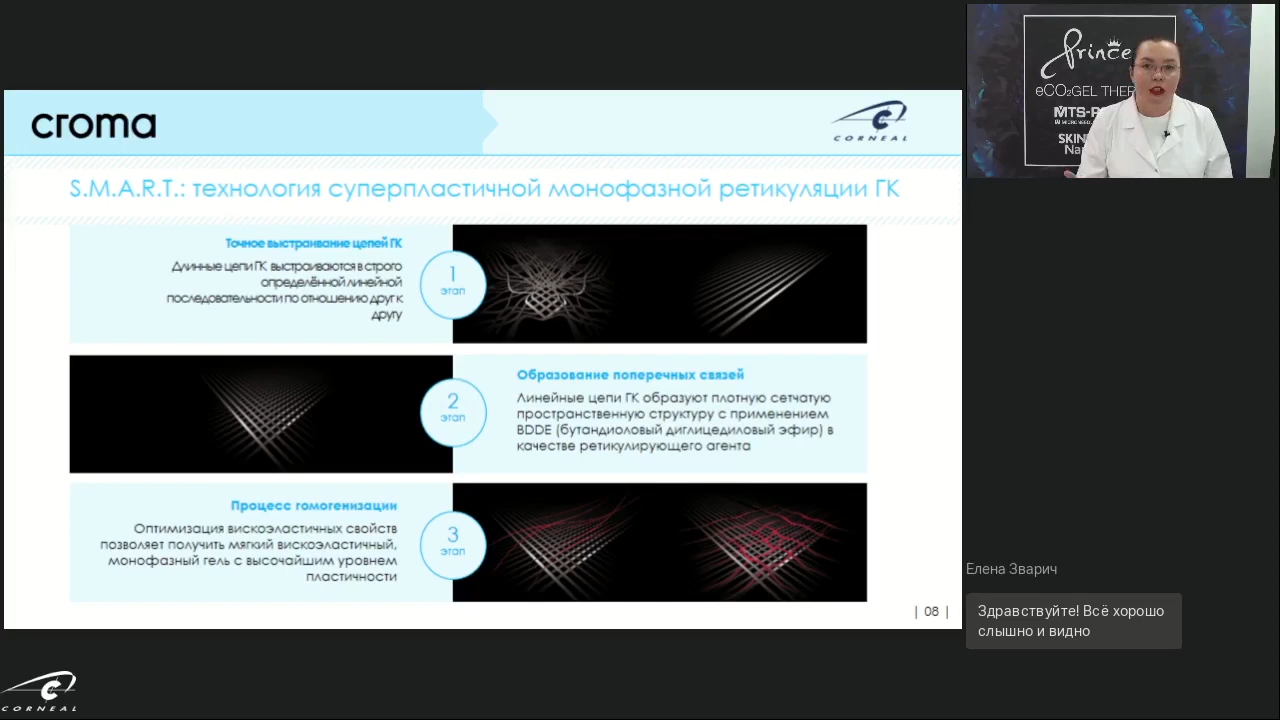 croma
CORNEAL
S.M.A.R.T.: технология суперпластичной монофазной ретикуляции ГК
Точное выстраивание цепей ГК
Длинные цепи ГК выстраиваются в строго
определённой линейной
последовательности по отношению друг к
другу
1
этап
2
этап
Образование поперечных связей
Линейные цепи ГК образуют плотную сетчатую
пространственную структуру с применением
BDDE (бутандиоловый диглицедиловый эфир) в
качестве ретикулирующего агента
Процесс гомогенизации
Оптимизация вискоэластичных свойств
позволяет получить мягкий вискоэластичный,
монофазный гель с высочайшим уровнем
пластичности
3
этап
| 08 |
CORNEAL
Prince
eCO₂GEL THER
MTS-P
SKIN
Na
Елена Зварич
Здравствуйте! Всё хорошо
слышно и видно